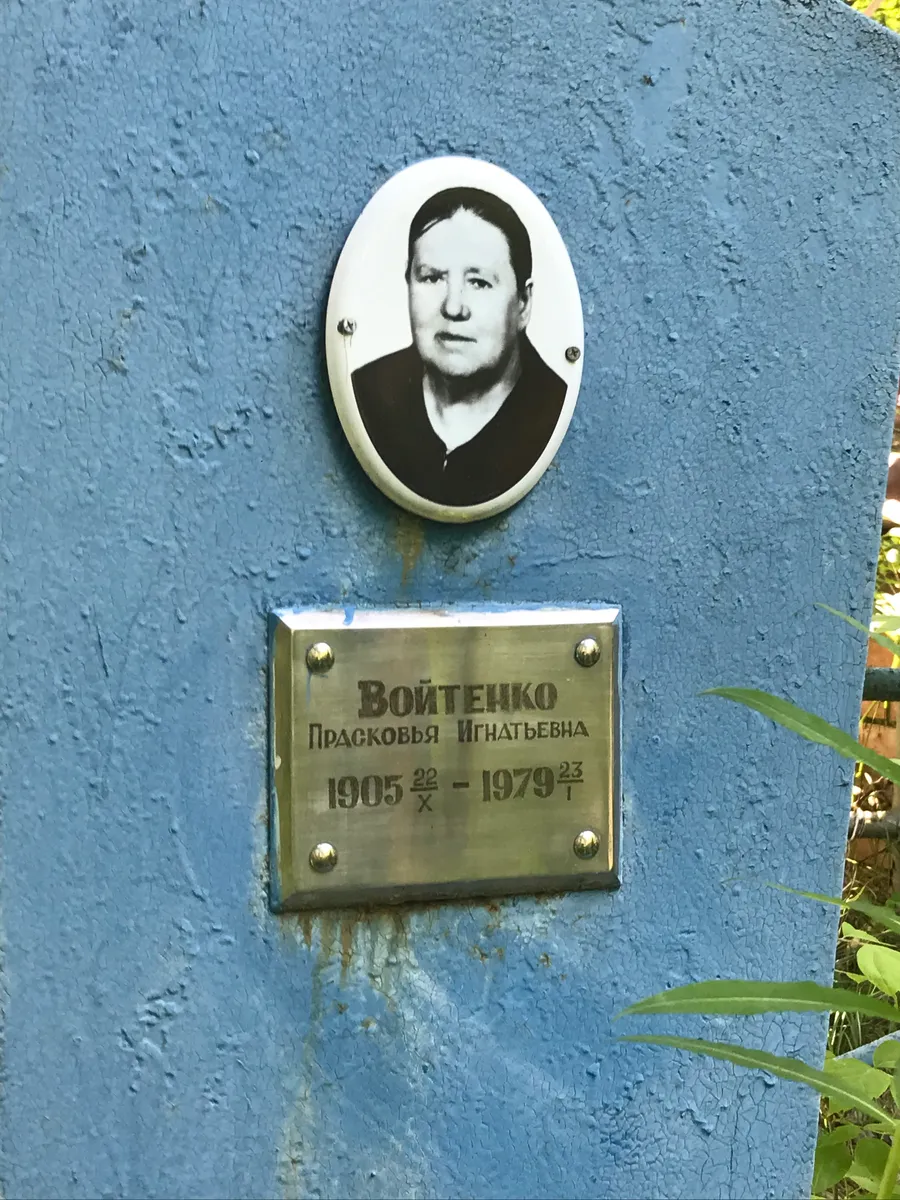 Войтенко
Прасковья Игнатьевна
1905 22/X – 1979 23/I